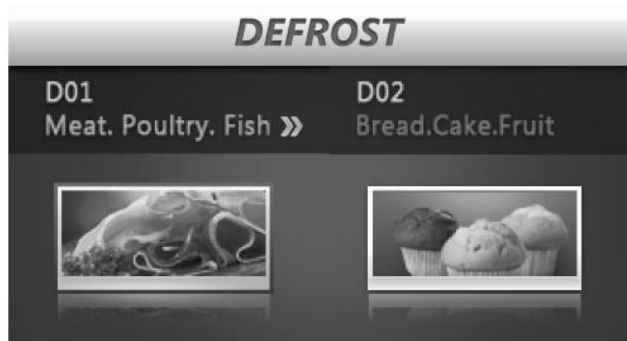 DEFROST
D01
Meat. Poultry. Fish »
D02
Bread.Cake.Fruit